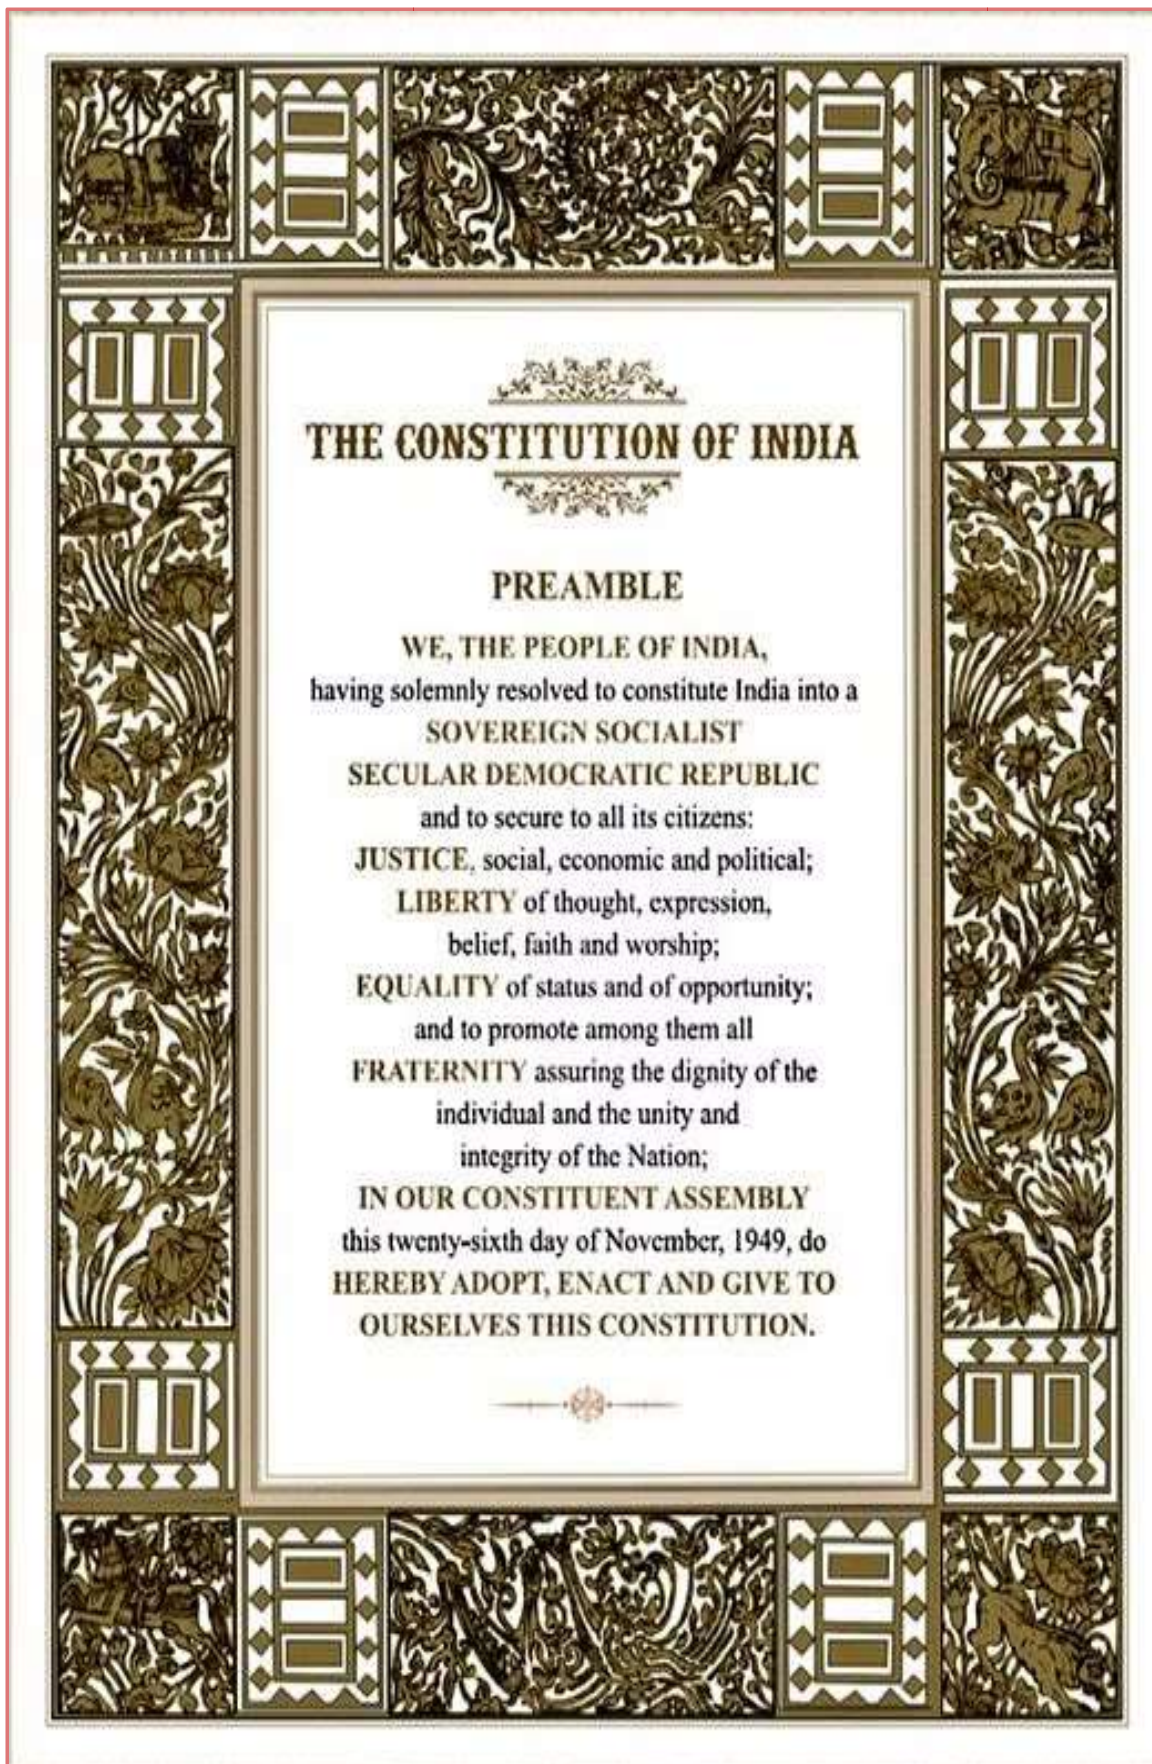 THE CONSTITUTION OF INDIA
PREAMBLE
WE, THE PEOPLE OF INDIA,
having solemnly resolved to constitute India into a
SOVEREIGN SOCIALIST
SECULAR DEMOCRATIC REPUBLIC
and to secure to all its citizens:
JUSTICE, social, economic and political;
LIBERTY of thought, expression,
belief, faith and worship;
EQUALITY of status and of opportunity;
and to promote among them all
FRATERNITY assuring the dignity of the
individual and the unity and
integrity of the Nation;
IN OUR CONSTITUENT ASSEMBLY
this twenty-sixth day of November, 1949, do
HEREBY ADOPT, ENACT AND GIVE TO
OURSELVES THIS CONSTITUTION.